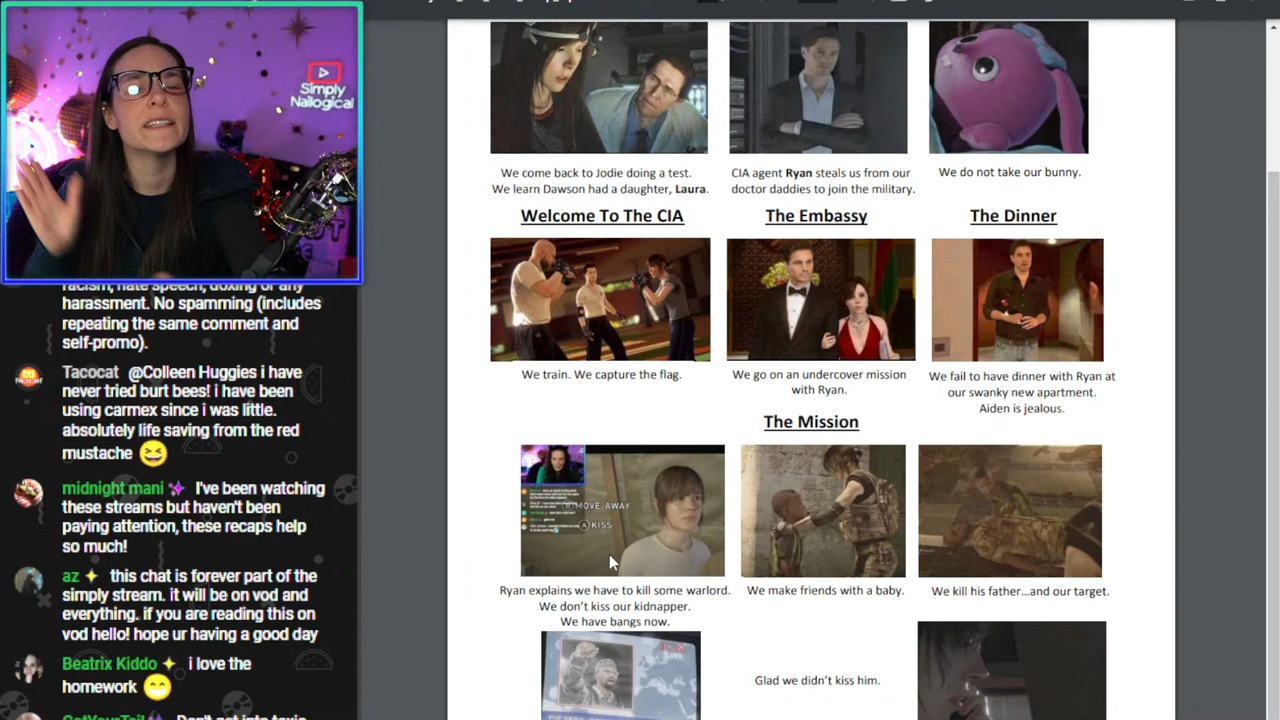 Simply
Nailogical
racism, hate speech, doxing or any
harassment. No spamming (includes
repeating the same comment and
self-promo).
Tacocat @Colleen Huggies i have
never tried burt bees! i have been
using carmex since i was little.
absolutely life saving from the red
mustache 😆
midnight mani I've been watching
these streams but haven't been
paying attention, these recaps help
so much!
az this chat is forever part of the
simply stream. it will be on vod and
everything. if you are reading this on
vod hello! hope ur having a good day
Beatrix Kiddo i love the
homework 😁
We come back to Jodie doing a test.
We learn Dawson had a daughter, Laura.
CIA agent Ryan steals us from our
doctor daddies to join the military.
We do not take our bunny.
Welcome To The CIA
The Embassy
The Dinner
We train. We capture the flag.
We go on an undercover mission
with Ryan.
We fail to have dinner with Ryan at
our swanky new apartment.
Aiden is jealous.
The Mission
MOVE AWAY
KISS
Ryan explains we have to kill some warlord.
We don't kiss our kidnapper.
We have bangs now.
We make friends with a baby.
We kill his father...and our target.
Glad we didn't kiss him.